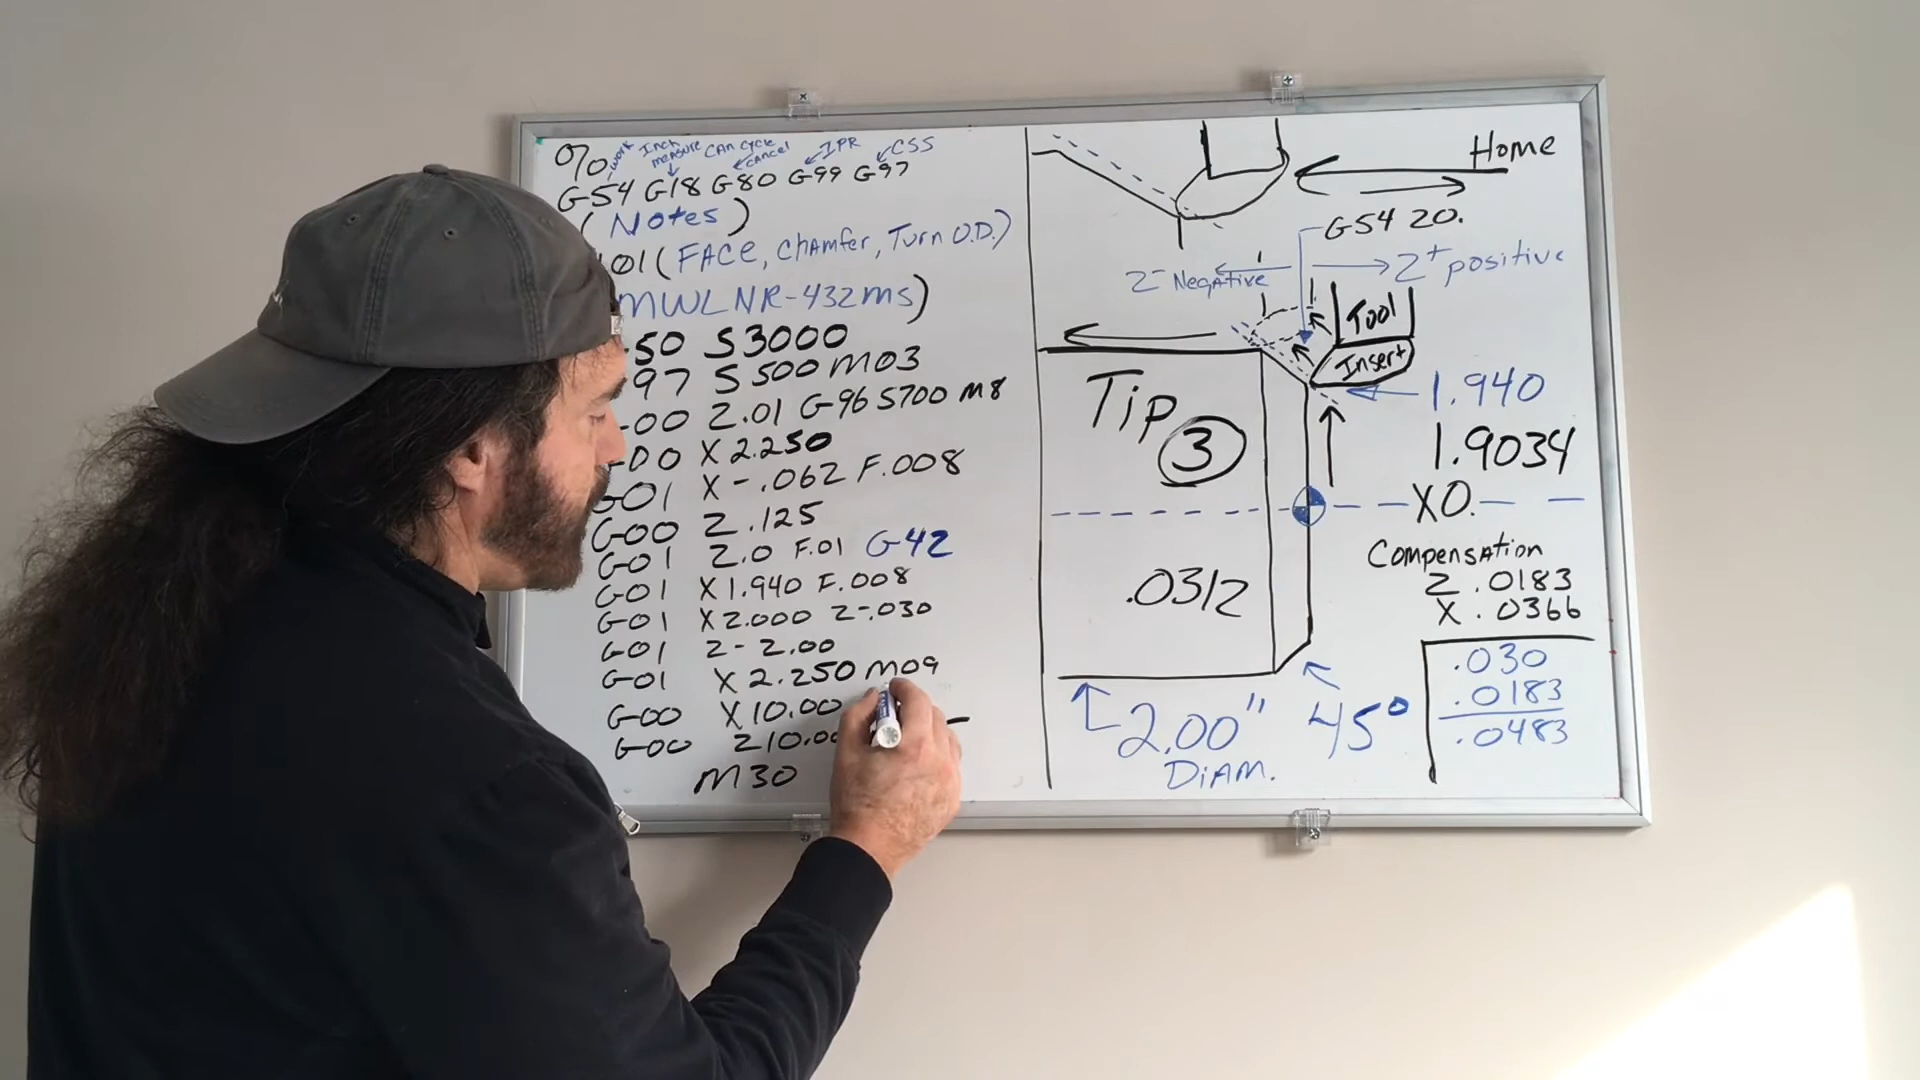 %
work Inch measure CAN cycle cancel IPR CSS
G54 G18 G80 G99 G97
(Notes)
101 (FACE, Chamfer, Turn O.D.)
MWLNR-432ms)
50 S3000
97 S500 M03
00 Z.01 G96 S700 M8
00 X2.250
G01 X-.062 F.008
G00 Z.125
G01 Z.0 F.01 G42
G01 X1.940 F.008
G01 X2.000 Z-.030
G01 Z-2.00
G01 X2.250 M09
G00 X10.00
G00 Z10.00
M30
Home
G54 20.
Z- Negative
Z+ positive
Tool
Insert
Tip 3
1.940
1.9034
X0.
.0312
Compensation
Z .0183
X .0366
.030
.0183
.0483
2.00"
DIAM.
45°